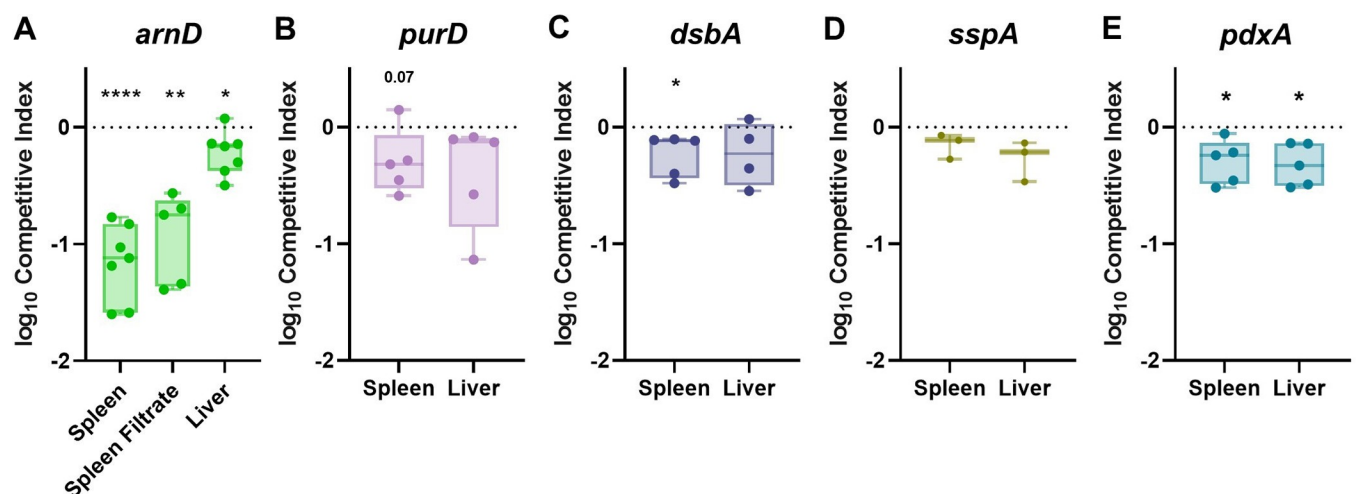 A arnD
**** ** *
log10 Competitive Index
0
-1
-2
Spleen
Spleen Filtrate
Liver
B purD
0.07
log10 Competitive Index
0
-1
-2
Spleen Liver
C dsbA
*
log10 Competitive Index
0
-1
-2
Spleen Liver
D sspA
log10 Competitive Index
0
-1
-2
Spleen Liver
E pdxA
* *
log10 Competitive Index
0
-1
-2
Spleen Liver